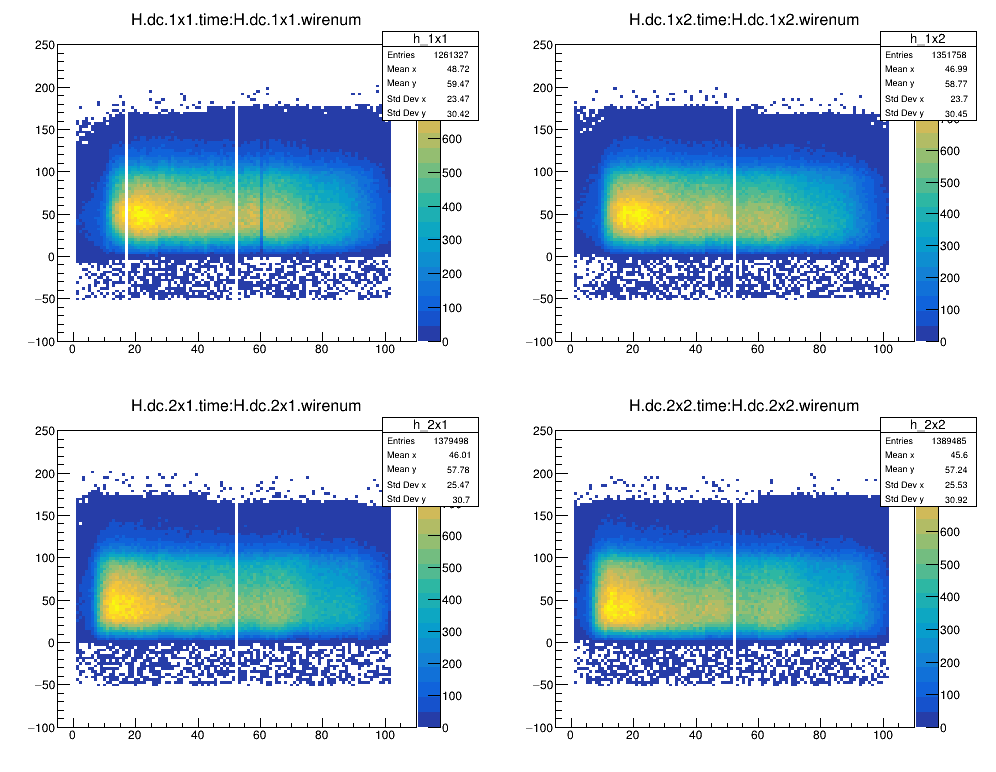 H.dc.1x1.time:H.dc.1x1.wirenum
h_1x1
Entries 1261327
Mean x 48.72
Mean y 59.47
Std Dev x 23.47
Std Dev y 30.42
250
200
150
100
50
0
−50
−100
0 20 40 60 80 100
600
500
400
300
200
100
0
H.dc.1x2.time:H.dc.1x2.wirenum
h_1x2
Entries 1351758
Mean x 46.99
Mean y 58.77
Std Dev x 23.7
Std Dev y 30.45
250
200
150
100
50
0
−50
−100
0 20 40 60 80 100
600
500
400
300
200
100
0
H.dc.2x1.time:H.dc.2x1.wirenum
h_2x1
Entries 1379498
Mean x 46.01
Mean y 57.78
Std Dev x 25.47
Std Dev y 30.7
250
200
150
100
50
0
−50
−100
0 20 40 60 80 100
600
500
400
300
200
100
0
H.dc.2x2.time:H.dc.2x2.wirenum
h_2x2
Entries 1389485
Mean x 45.6
Mean y 57.24
Std Dev x 25.53
Std Dev y 30.92
250
200
150
100
50
0
−50
−100
0 20 40 60 80 100
600
500
400
300
200
100
0